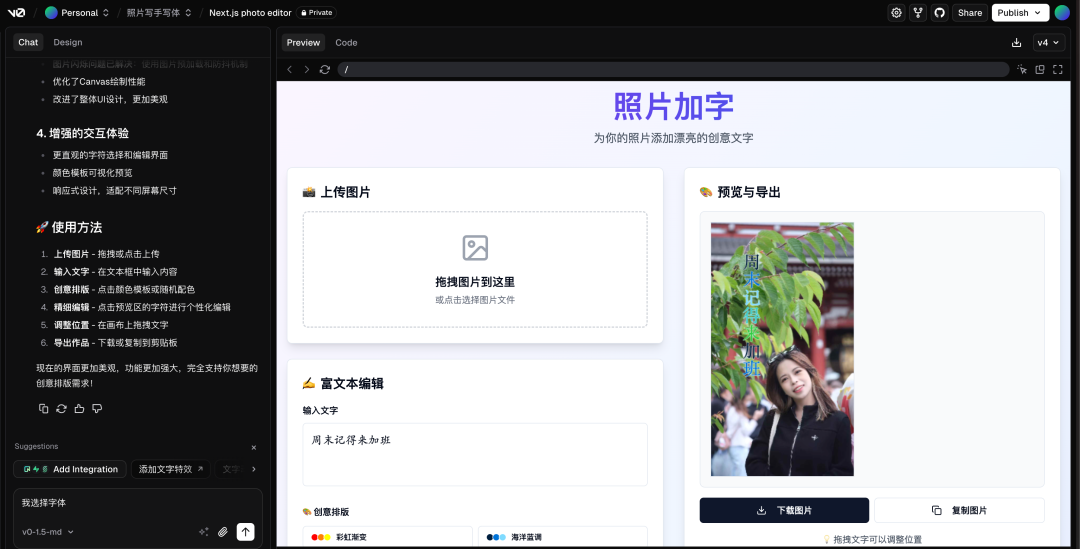 v0 / Personal / 照片写手写体 / Next.js photo editor Private
Share Publish
Chat Design
Preview Code
v4
/
图片闪烁问题已解决：使用图片预加载和防抖机制
优化了Canvas绘制性能
改进了整体UI设计，更加美观
4. 增强的交互体验
更直观的字符选择和编辑界面
颜色模板可视化预览
响应式设计，适配不同屏幕尺寸
🚀 使用方法
1. 上传图片 - 拖拽或点击上传
2. 输入文字 - 在文本框中输入内容
3. 创意排版 - 点击颜色模板或随机配色
4. 精细编辑 - 点击预览区的字符进行个性化编辑
5. 调整位置 - 在画布上拖拽文字
6. 导出作品 - 下载或复制到剪贴板
现在的界面更加美观，功能更加强大，完全支持你想要的
创意排版需求！
Suggestions
Add Integration 添加文字特效 文字
我选择字体
v0-1.5-md
照片加字
为你的照片添加漂亮的创意文字
📸 上传图片
拖拽图片到这里
或点击选择图片文件
✍️ 富文本编辑
输入文字
周末记得来加班
🎨 创意排版
彩虹渐变
海洋蓝调
🎨 预览与导出
周末记得来加班
下载图片
复制图片
💡 拖拽文字可以调整位置